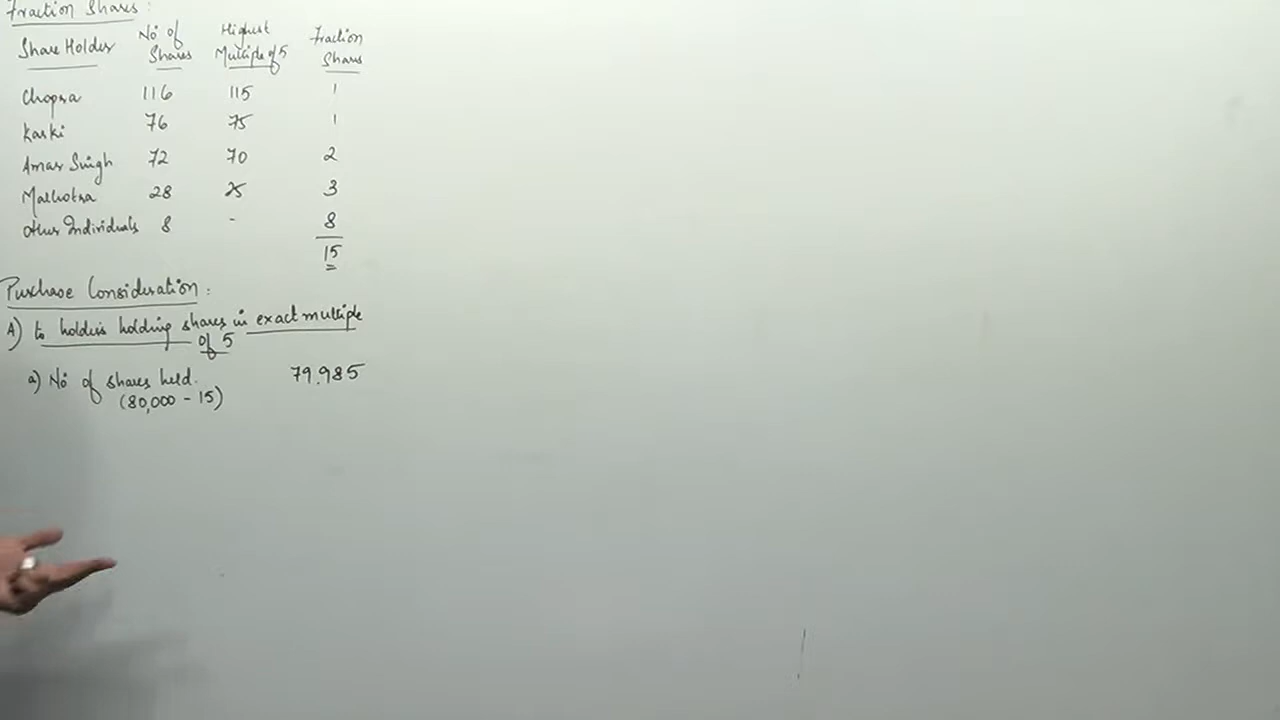 Fraction Shares :
Share Holder No of Shares Highest Multiple of 5 Fraction Shares
Chopra 116 115 1
Karki 76 75 1
Amar Singh 72 70 2
Malhotra 28 25 3
Other Individuals 8 - 8
15
Purchase Consideration :
A) to holders holding shares in exact multiple
of 5
a) No of shares held. 79,985
(80,000 - 15)